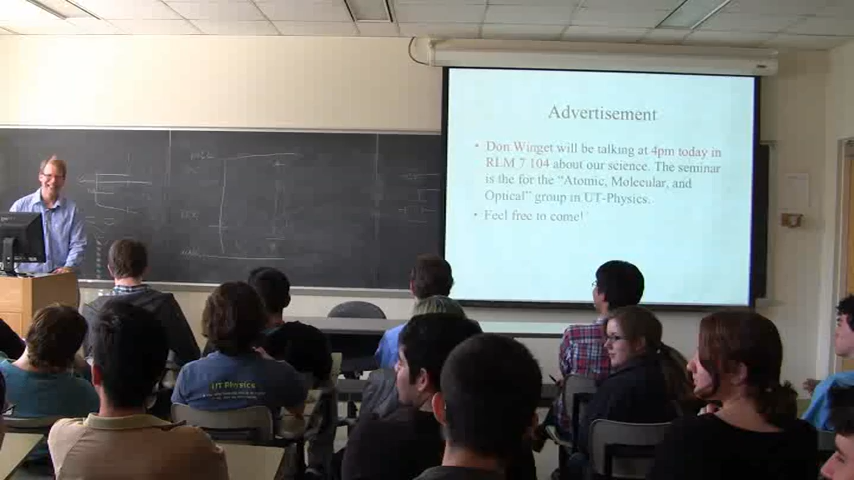 Advertisement
• Don Winget will be talking at 4pm today in
RLM 7 104 about our science. The seminar
is the for the “Atomic, Molecular, and
Optical” group in UT-Physics.
• Feel free to come!
UT Physics